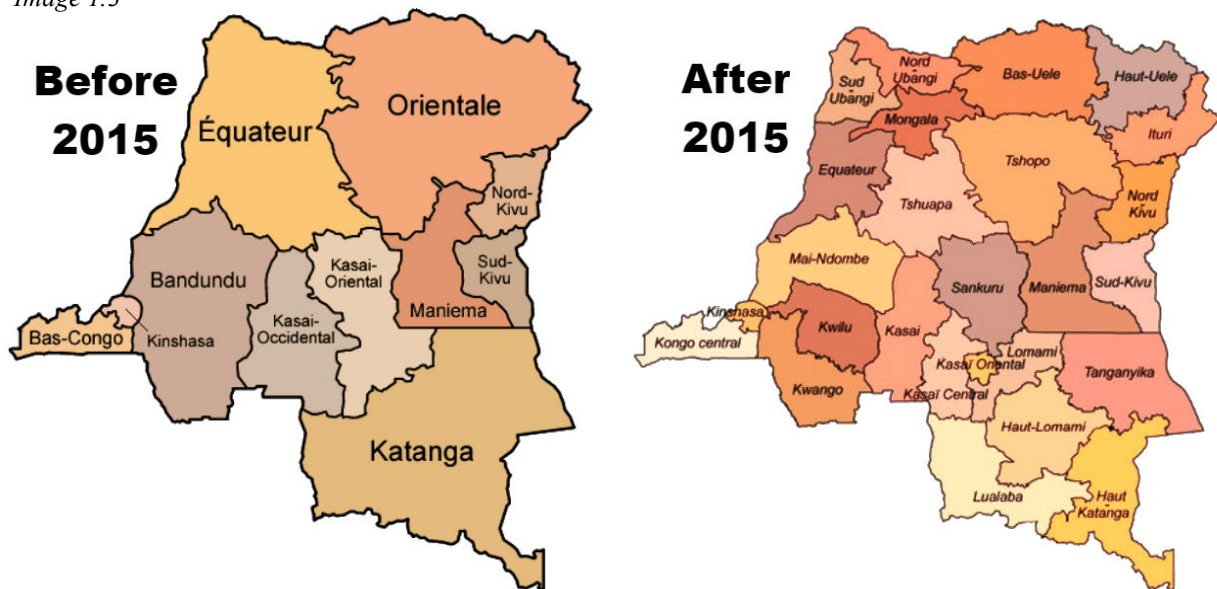 Image 1.5
Before
2015
Équateur
Orientale
Nord-
Kivu
Bandundu
Kasai-
Oriental
Sud-
Kivu
Maniema
Kasai-
Occidental
Bas-Congo
Kinshasa
Katanga
After
2015
Nord
Ubangi
Sud
Ubangi
Bas-Uele
Haut-Uele
Mongala
Ituri
Equateur
Tshopo
Tshuapa
Nord
Kivu
Mai-Ndombe
Sankuru
Maniema
Sud-Kivu
Kinshasa
Kongo central
Kwilu
Kasai
Lomami
Kasaï Oriental
Tanganyika
Kwango
Kasaï Central
Haut-Lomami
Lualaba
Haut
Katanga